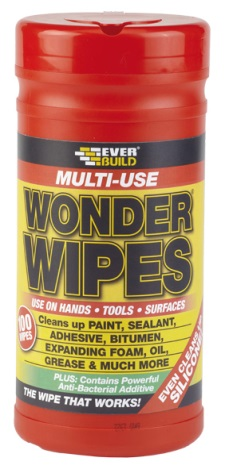 EVER
BUILD
MULTI-USE
WONDER
WIPES
USE ON HANDS • TOOLS • SURFACES
100
WIPES
Cleans up PAINT, SEALANT,
ADHESIVE, BITUMEN,
EXPANDING FOAM, OIL,
GREASE & MUCH MORE
PLUS: Contains Powerful
Anti-Bacterial Additive
THE WIPE THAT WORKS!
EVEN CLEANS UP
SILICONE